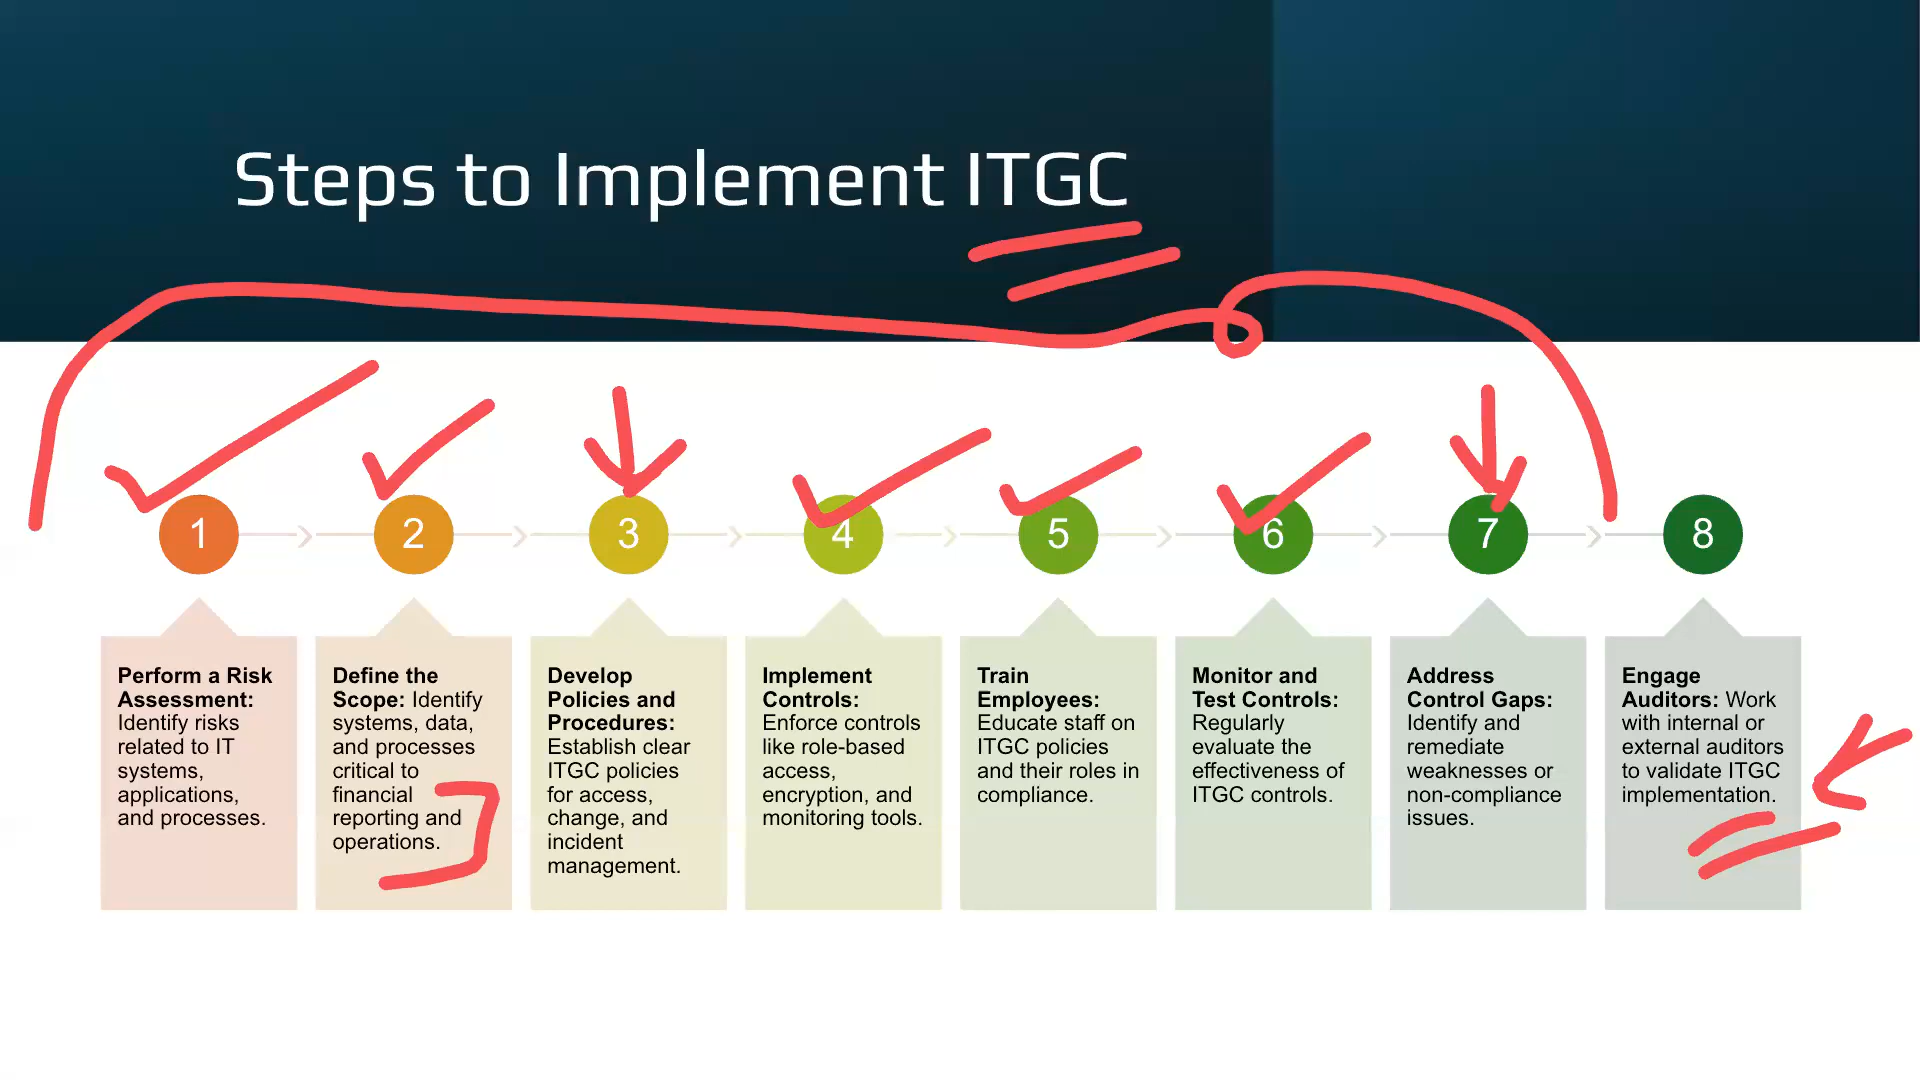 Steps to Implement ITGC
1
2
3
4
5
6
7
8
Perform a Risk
Assessment:
Identify risks
related to IT
systems,
applications,
and processes.
Define the
Scope: Identify
systems, data,
and processes
critical to
financial
reporting and
operations.
Develop
Policies and
Procedures:
Establish clear
ITGC policies
for access,
change, and
incident
management.
Implement
Controls:
Enforce controls
like role-based
access,
encryption, and
monitoring tools.
Train
Employees:
Educate staff on
ITGC policies
and their roles in
compliance.
Monitor and
Test Controls:
Regularly
evaluate the
effectiveness of
ITGC controls.
Address
Control Gaps:
Identify and
remediate
weaknesses or
non-compliance
issues.
Engage
Auditors: Work
with internal or
external auditors
to validate ITGC
implementation.